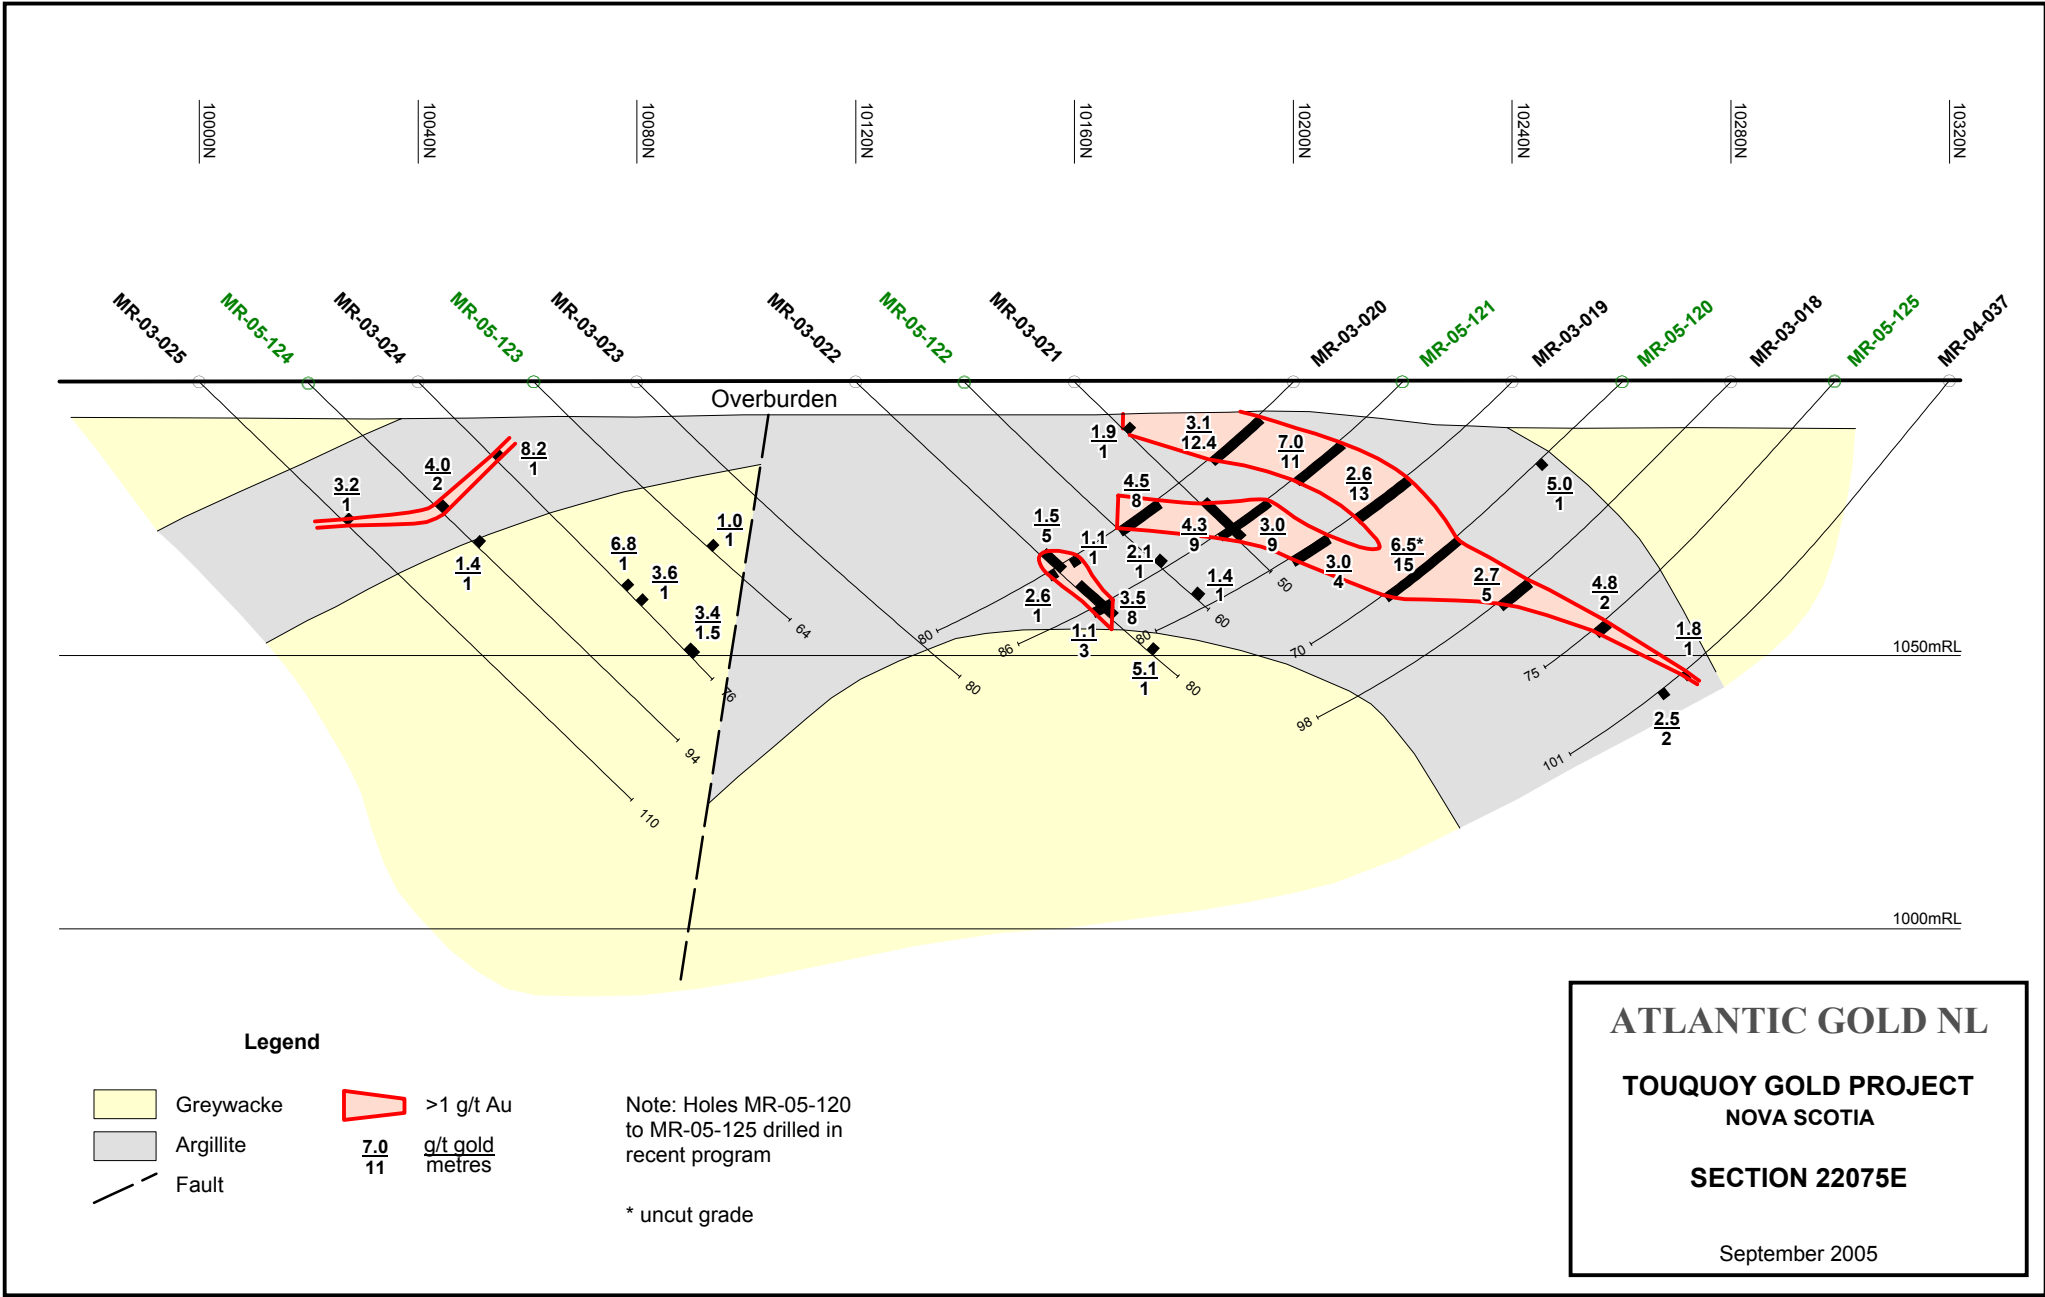 10000N
10040N
10080N
10120N
10160N
10200N
10240N
10280N
10320N
MR-03-025
MR-05-124
MR-03-024
MR-05-123
MR-03-023
MR-03-022
MR-05-122
MR-03-021
MR-03-020
MR-05-121
MR-03-019
MR-05-120
MR-03-018
MR-05-125
MR-04-037
Overburden
3.2
1
4.0
2
8.2
1
1.4
1
6.8
1
3.6
1
1.0
1
3.4
1.5
1.9
1
3.1
12.4
7.0
11
2.6
13
4.5
8
4.3
9
3.0
9
3.0
4
6.5*
15
2.7
5
4.8
2
1.8
1
2.5
2
5.0
1
1.5
5
1.1
1
2.1
1
1.4
1
2.6
1
1.1
3
3.5
8
5.1
1
110
94
76
64
80
80
60
50
80
86
80
70
98
75
101
1050mRL
1000mRL
Legend
Greywacke
Argillite
Fault
>1 g/t Au
7.0
11
g/t gold
metres
Note: Holes MR-05-120
to MR-05-125 drilled in
recent program
* uncut grade
ATLANTIC GOLD NL
TOUQUOY GOLD PROJECT
NOVA SCOTIA
SECTION 22075E
September 2005